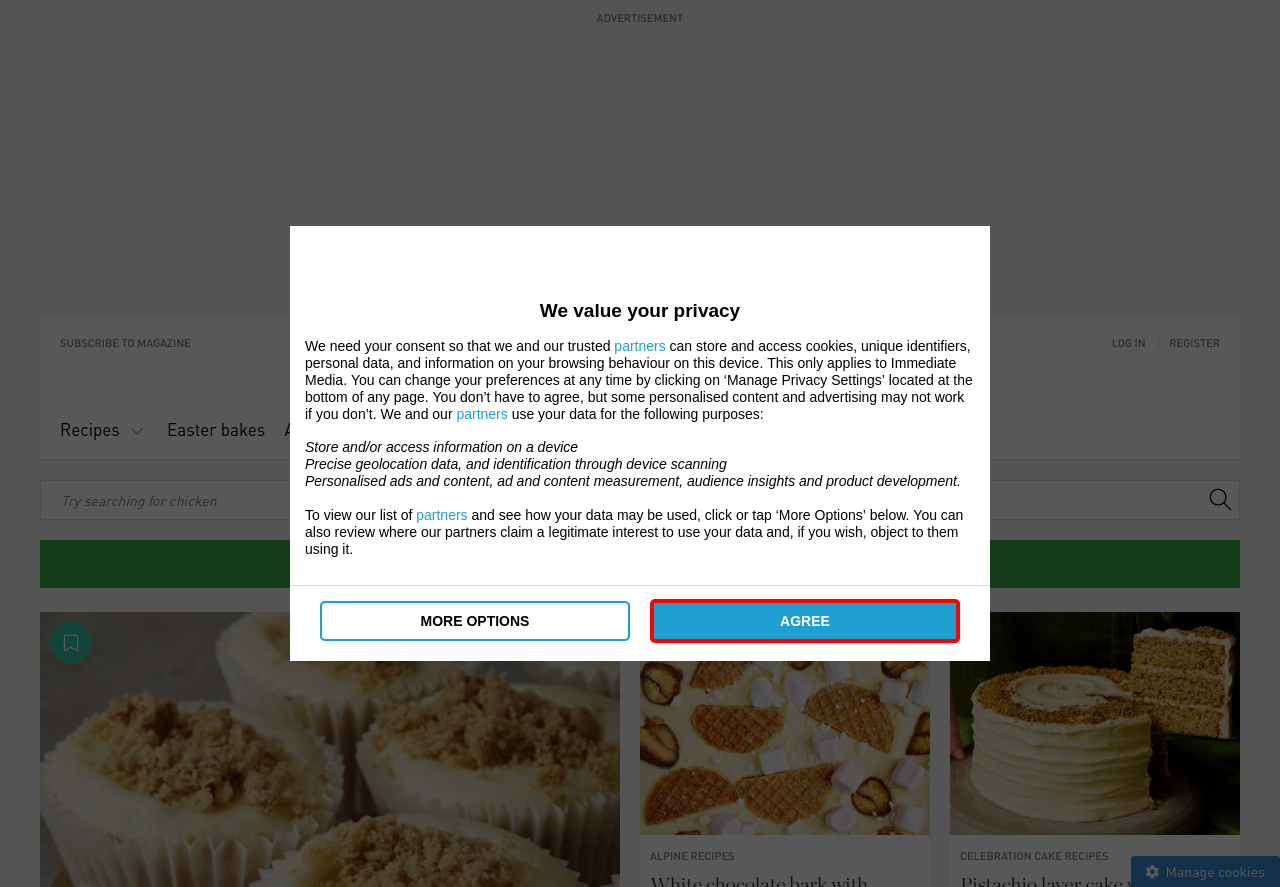 ADVERTISEMENT
SUBSCRIBE TO MAGAZINE
LOG IN
REGISTER
Recipes
Easter bakes
Try searching for chicken
We value your privacy
We need your consent so that we and our trusted partners can store and access cookies, unique identifiers,
personal data, and information on your browsing behaviour on this device. This only applies to Immediate
Media. You can change your preferences at any time by clicking on ‘Manage Privacy Settings’ located at the
bottom of any page. You don’t have to agree, but some personalised content and advertising may not work
if you don’t. We and our partners use your data for the following purposes:
Store and/or access information on a device
Precise geolocation data, and identification through device scanning
Personalised ads and content, ad and content measurement, audience insights and product development.
To view our list of partners and see how your data may be used, click or tap ‘More Options’ below. You can
also review where our partners claim a legitimate interest to use your data and, if you wish, object to them
using it.
MORE OPTIONS
AGREE
ALPINE RECIPES
White chocolate bark with
CELEBRATION CAKE RECIPES
Pistachio layer cake
Manage cookies